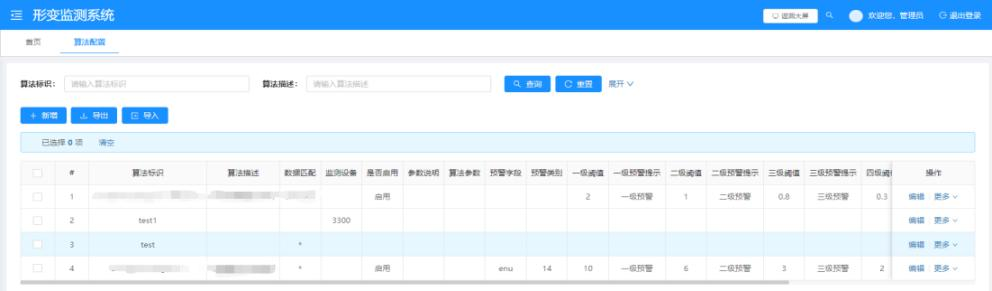 形变监测系统 监测大屏 欢迎您，管理员 退出登录
首页 算法配置
算法标识： 请输入算法标识 算法描述： 请输入算法描述 查询 重置 展开
+ 新增 导出 导入
已选择 0 项 清空
# 算法标识 算法描述 数据匹配 监测设备 是否启用 参数说明 算法参数 预警字段 预警类别 一级阈值 一级预警提示 二级阈值 二级预警提示 三级阈值 三级预警提示 四级阈 操作
1 启用 2 一级预警 1 二级预警 0.8 三级预警 0.3 编辑 更多
2 test1 3300 编辑 更多
3 test * 编辑 更多
4 * 启用 enu 14 10 一级预警 6 二级预警 3 三级预警 2 编辑 更多